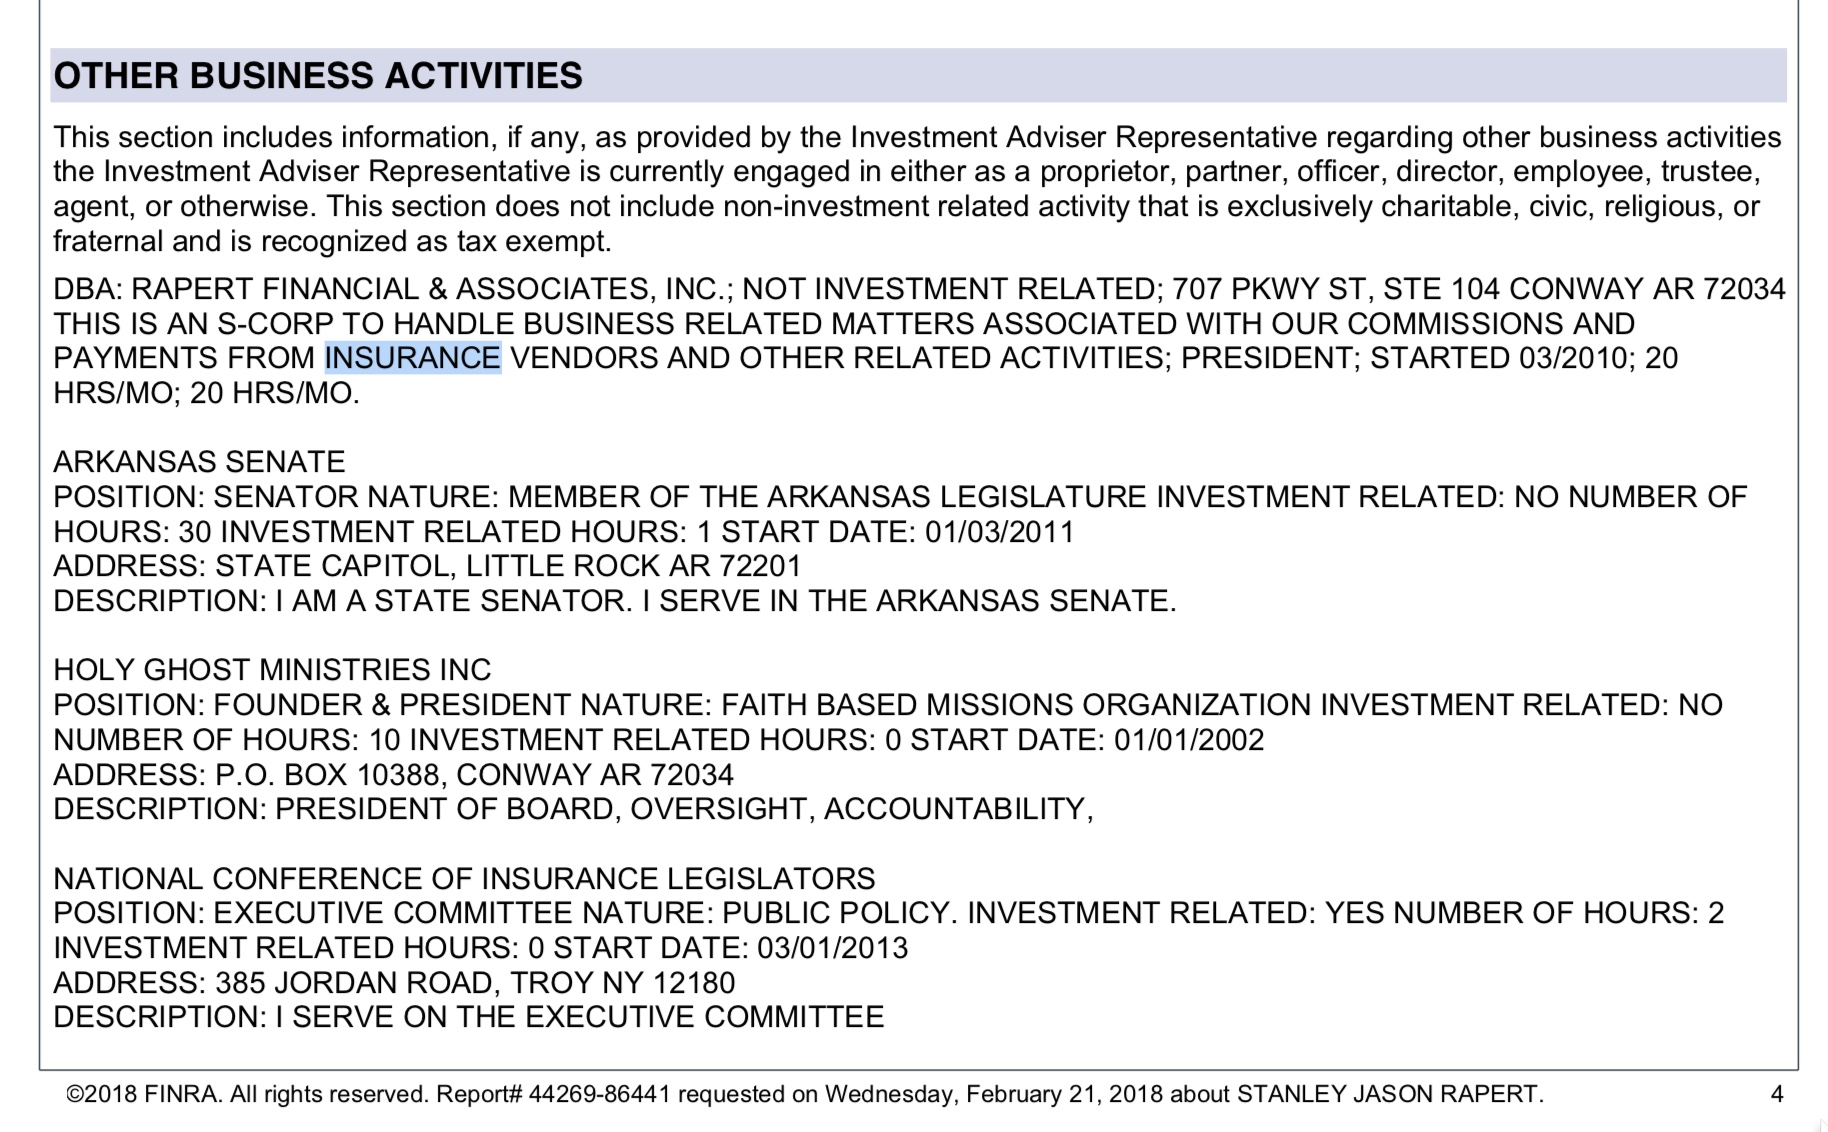 OTHER BUSINESS ACTIVITIES
This section includes information, if any, as provided by the Investment Adviser Representative regarding other business activities
the Investment Adviser Representative is currently engaged in either as a proprietor, partner, officer, director, employee, trustee,
agent, or otherwise. This section does not include non-investment related activity that is exclusively charitable, civic, religious, or
fraternal and is recognized as tax exempt.
DBA: RAPERT FINANCIAL & ASSOCIATES, INC.; NOT INVESTMENT RELATED; 707 PKWY ST, STE 104 CONWAY AR 72034
THIS IS AN S-CORP TO HANDLE BUSINESS RELATED MATTERS ASSOCIATED WITH OUR COMMISSIONS AND
PAYMENTS FROM INSURANCE VENDORS AND OTHER RELATED ACTIVITIES; PRESIDENT; STARTED 03/2010; 20
HRS/MO; 20 HRS/MO.
ARKANSAS SENATE
POSITION: SENATOR NATURE: MEMBER OF THE ARKANSAS LEGISLATURE INVESTMENT RELATED: NO NUMBER OF
HOURS: 30 INVESTMENT RELATED HOURS: 1 START DATE: 01/03/2011
ADDRESS: STATE CAPITOL, LITTLE ROCK AR 72201
DESCRIPTION: I AM A STATE SENATOR. I SERVE IN THE ARKANSAS SENATE.
HOLY GHOST MINISTRIES INC
POSITION: FOUNDER & PRESIDENT NATURE: FAITH BASED MISSIONS ORGANIZATION INVESTMENT RELATED: NO
NUMBER OF HOURS: 10 INVESTMENT RELATED HOURS: 0 START DATE: 01/01/2002
ADDRESS: P.O. BOX 10388, CONWAY AR 72034
DESCRIPTION: PRESIDENT OF BOARD, OVERSIGHT, ACCOUNTABILITY,
NATIONAL CONFERENCE OF INSURANCE LEGISLATORS
POSITION: EXECUTIVE COMMITTEE NATURE: PUBLIC POLICY. INVESTMENT RELATED: YES NUMBER OF HOURS: 2
INVESTMENT RELATED HOURS: 0 START DATE: 03/01/2013
ADDRESS: 385 JORDAN ROAD, TROY NY 12180
DESCRIPTION: I SERVE ON THE EXECUTIVE COMMITTEE
©2018 FINRA. All rights reserved. Report# 44269-86441 requested on Wednesday, February 21, 2018 about STANLEY JASON RAPERT. 4